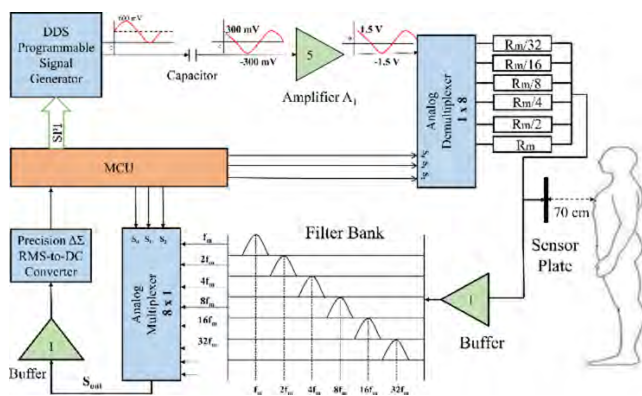 DDS
Programmable
Signal
Generator
600 mV
Capacitor
300 mV
-300 mV
5
Amplifier A1
1.5 V
-1.5 V
Analog
Demultiplexer
1 x 8
Rm/32
Rm/16
Rm/8
Rm/4
Rm/2
Rm
SPI
MCU
70 cm
Sensor
Plate
Precision ΔΣ
RMS-to-DC
Converter
1
Buffer
Sout
S0 S1 S2
Analog
Multiplexer
8 x 1
Filter Bank
fm
2fm
4fm
8fm
16fm
32fm
fm 2fm 4fm 8fm 16fm 32fm
1
Buffer